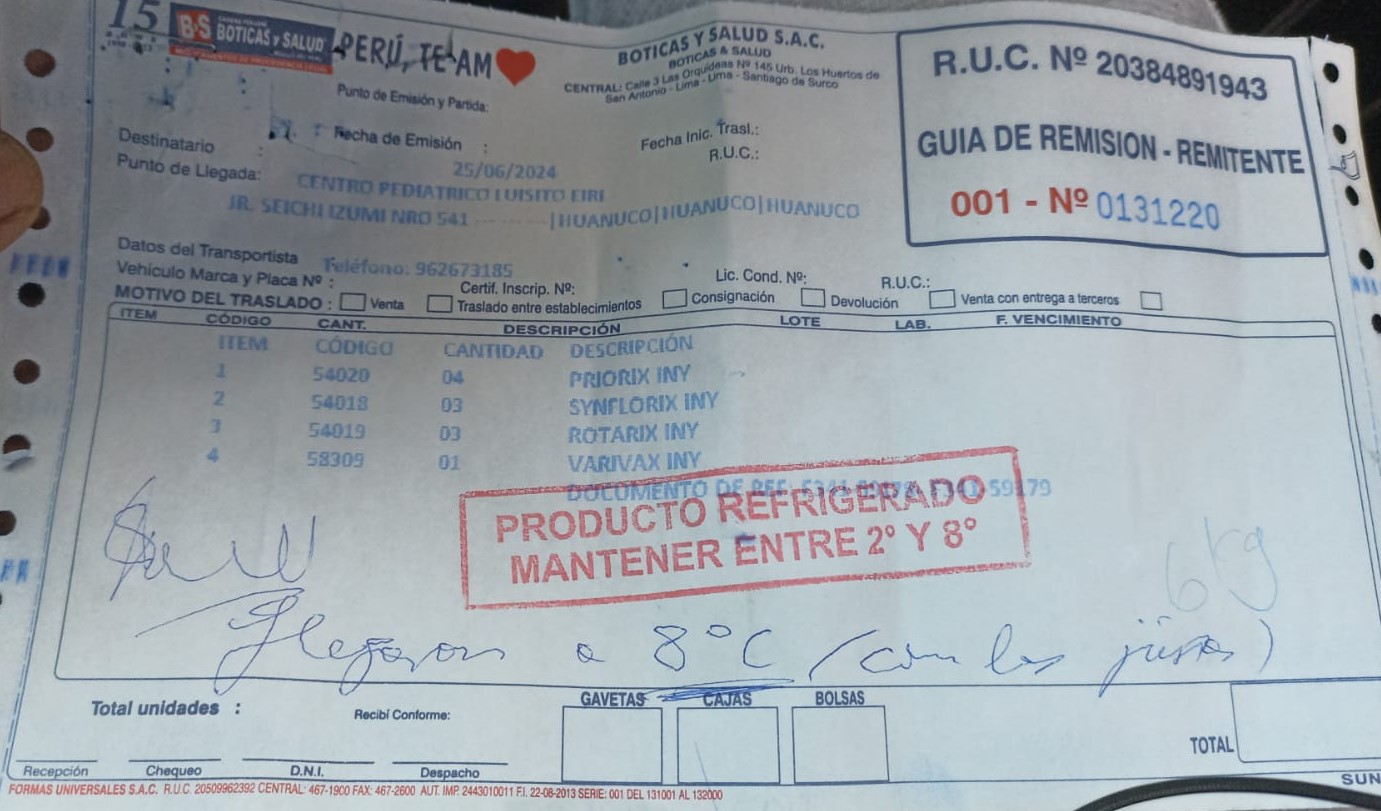 15
B·S BOTICAS Y SALUD
PERÚ, TE AM
BOTICAS Y SALUD S.A.C.
BOTICAS & SALUD
CENTRAL: Calle 3 Las Orquideas Nº 145 Urb. Los Huertos de
San Antonio - Lima - Lima - Santiago de Surco
R.U.C. Nº 20384891943
GUIA DE REMISION - REMITENTE
001 - Nº 0131220
Punto de Emisión y Partida:
Fecha de Emisión :
Fecha Inic. Trasl.:
Destinatario :
R.U.C.:
25/06/2024
Punto de Llegada:
CENTRO PEDIATRICO LUISITO EIRI
JR. SEICHI IZUMI NRO 541 |HUANUCO|HUANUCO|HUANUCO
Datos del Transportista
Teléfono: 962673185
Vehículo Marca y Placa Nº :
Certif. Inscrip. Nº:
Lic. Cond. Nº:
R.U.C.:
MOTIVO DEL TRASLADO : Venta Traslado entre establecimientos Consignación Devolución Venta con entrega a terceros
ITEM CÓDIGO CANT. DESCRIPCIÓN LOTE LAB. F. VENCIMIENTO
ITEM CÓDIGO CANTIDAD DESCRIPCIÓN
1 54020 04 PRIORIX INY
2 54018 03 SYNFLORIX INY
3 54019 03 ROTARIX INY
4 58309 01 VARIVAX INY
DOCUMENTO DE REF: 59179
PRODUCTO REFRIGERADO
MANTENER ENTRE 2º Y 8º
6kg
llegaron a 8°C (con las justas)
Total unidades :
Recibí Conforme:
GAVETAS CAJAS BOLSAS
TOTAL
Recepción Chequeo D.N.I. Despacho
SUN
FORMAS UNIVERSALES S.A.C. R.U.C. 20509962392 CENTRAL: 467-1900 FAX: 467-2600 AUT. IMP. 2443010011 F.I. 22-08-2013 SERIE: 001 DEL 131001 AL 132000